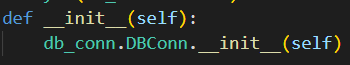 def __init__(self):
    db_conn.DBConn.__init__(self)